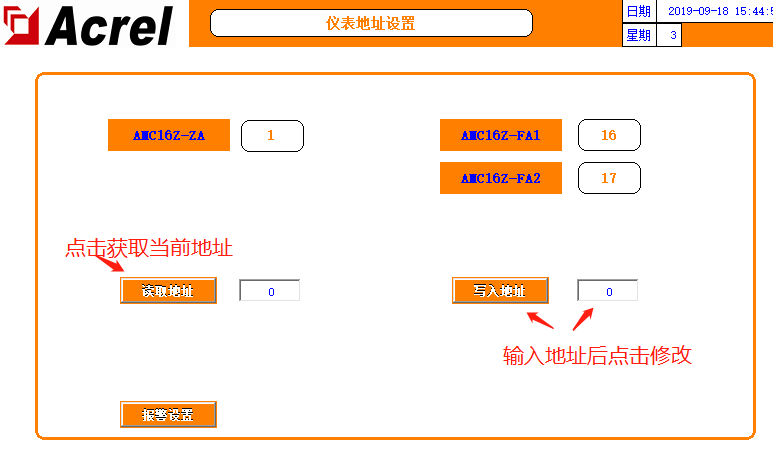 Acrel
仪表地址设置
日期 2019-09-18 15:44:5
星期 3
AMC16Z-ZA 1
AMC16Z-FA1 16
AMC16Z-FA2 17
点击获取当前地址
读取地址 0
写入地址 0
输入地址后点击修改
报警设置